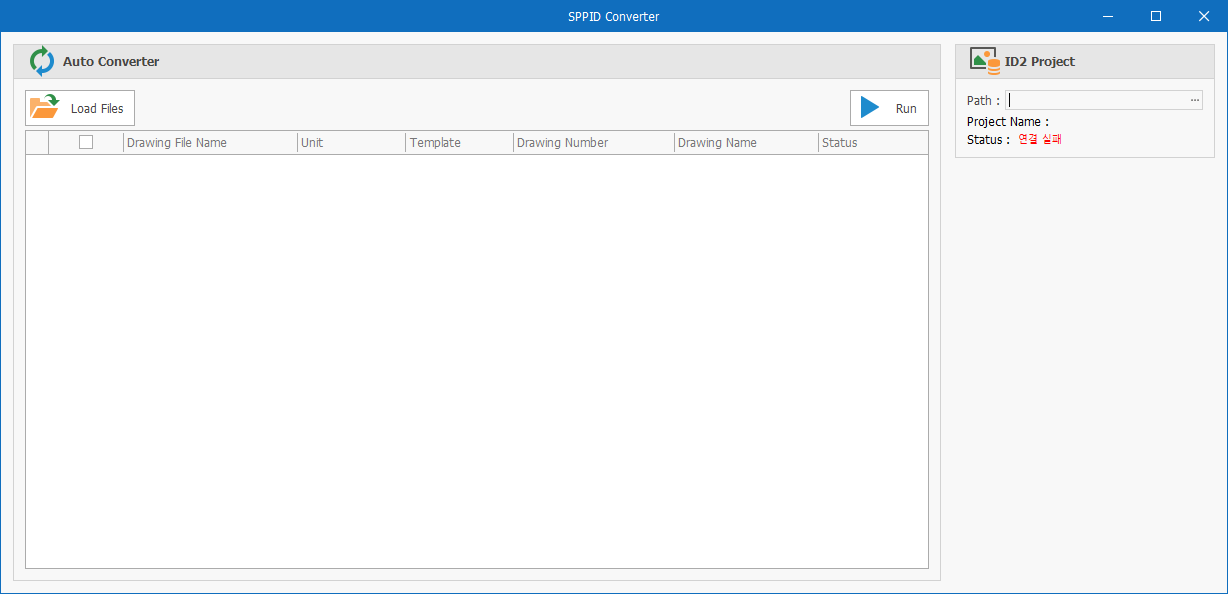 SPPID Converter
Auto Converter
Load Files
Run
Drawing File Name Unit Template Drawing Number Drawing Name Status
ID2 Project
Path : ...
Project Name :
Status : 연결 실패